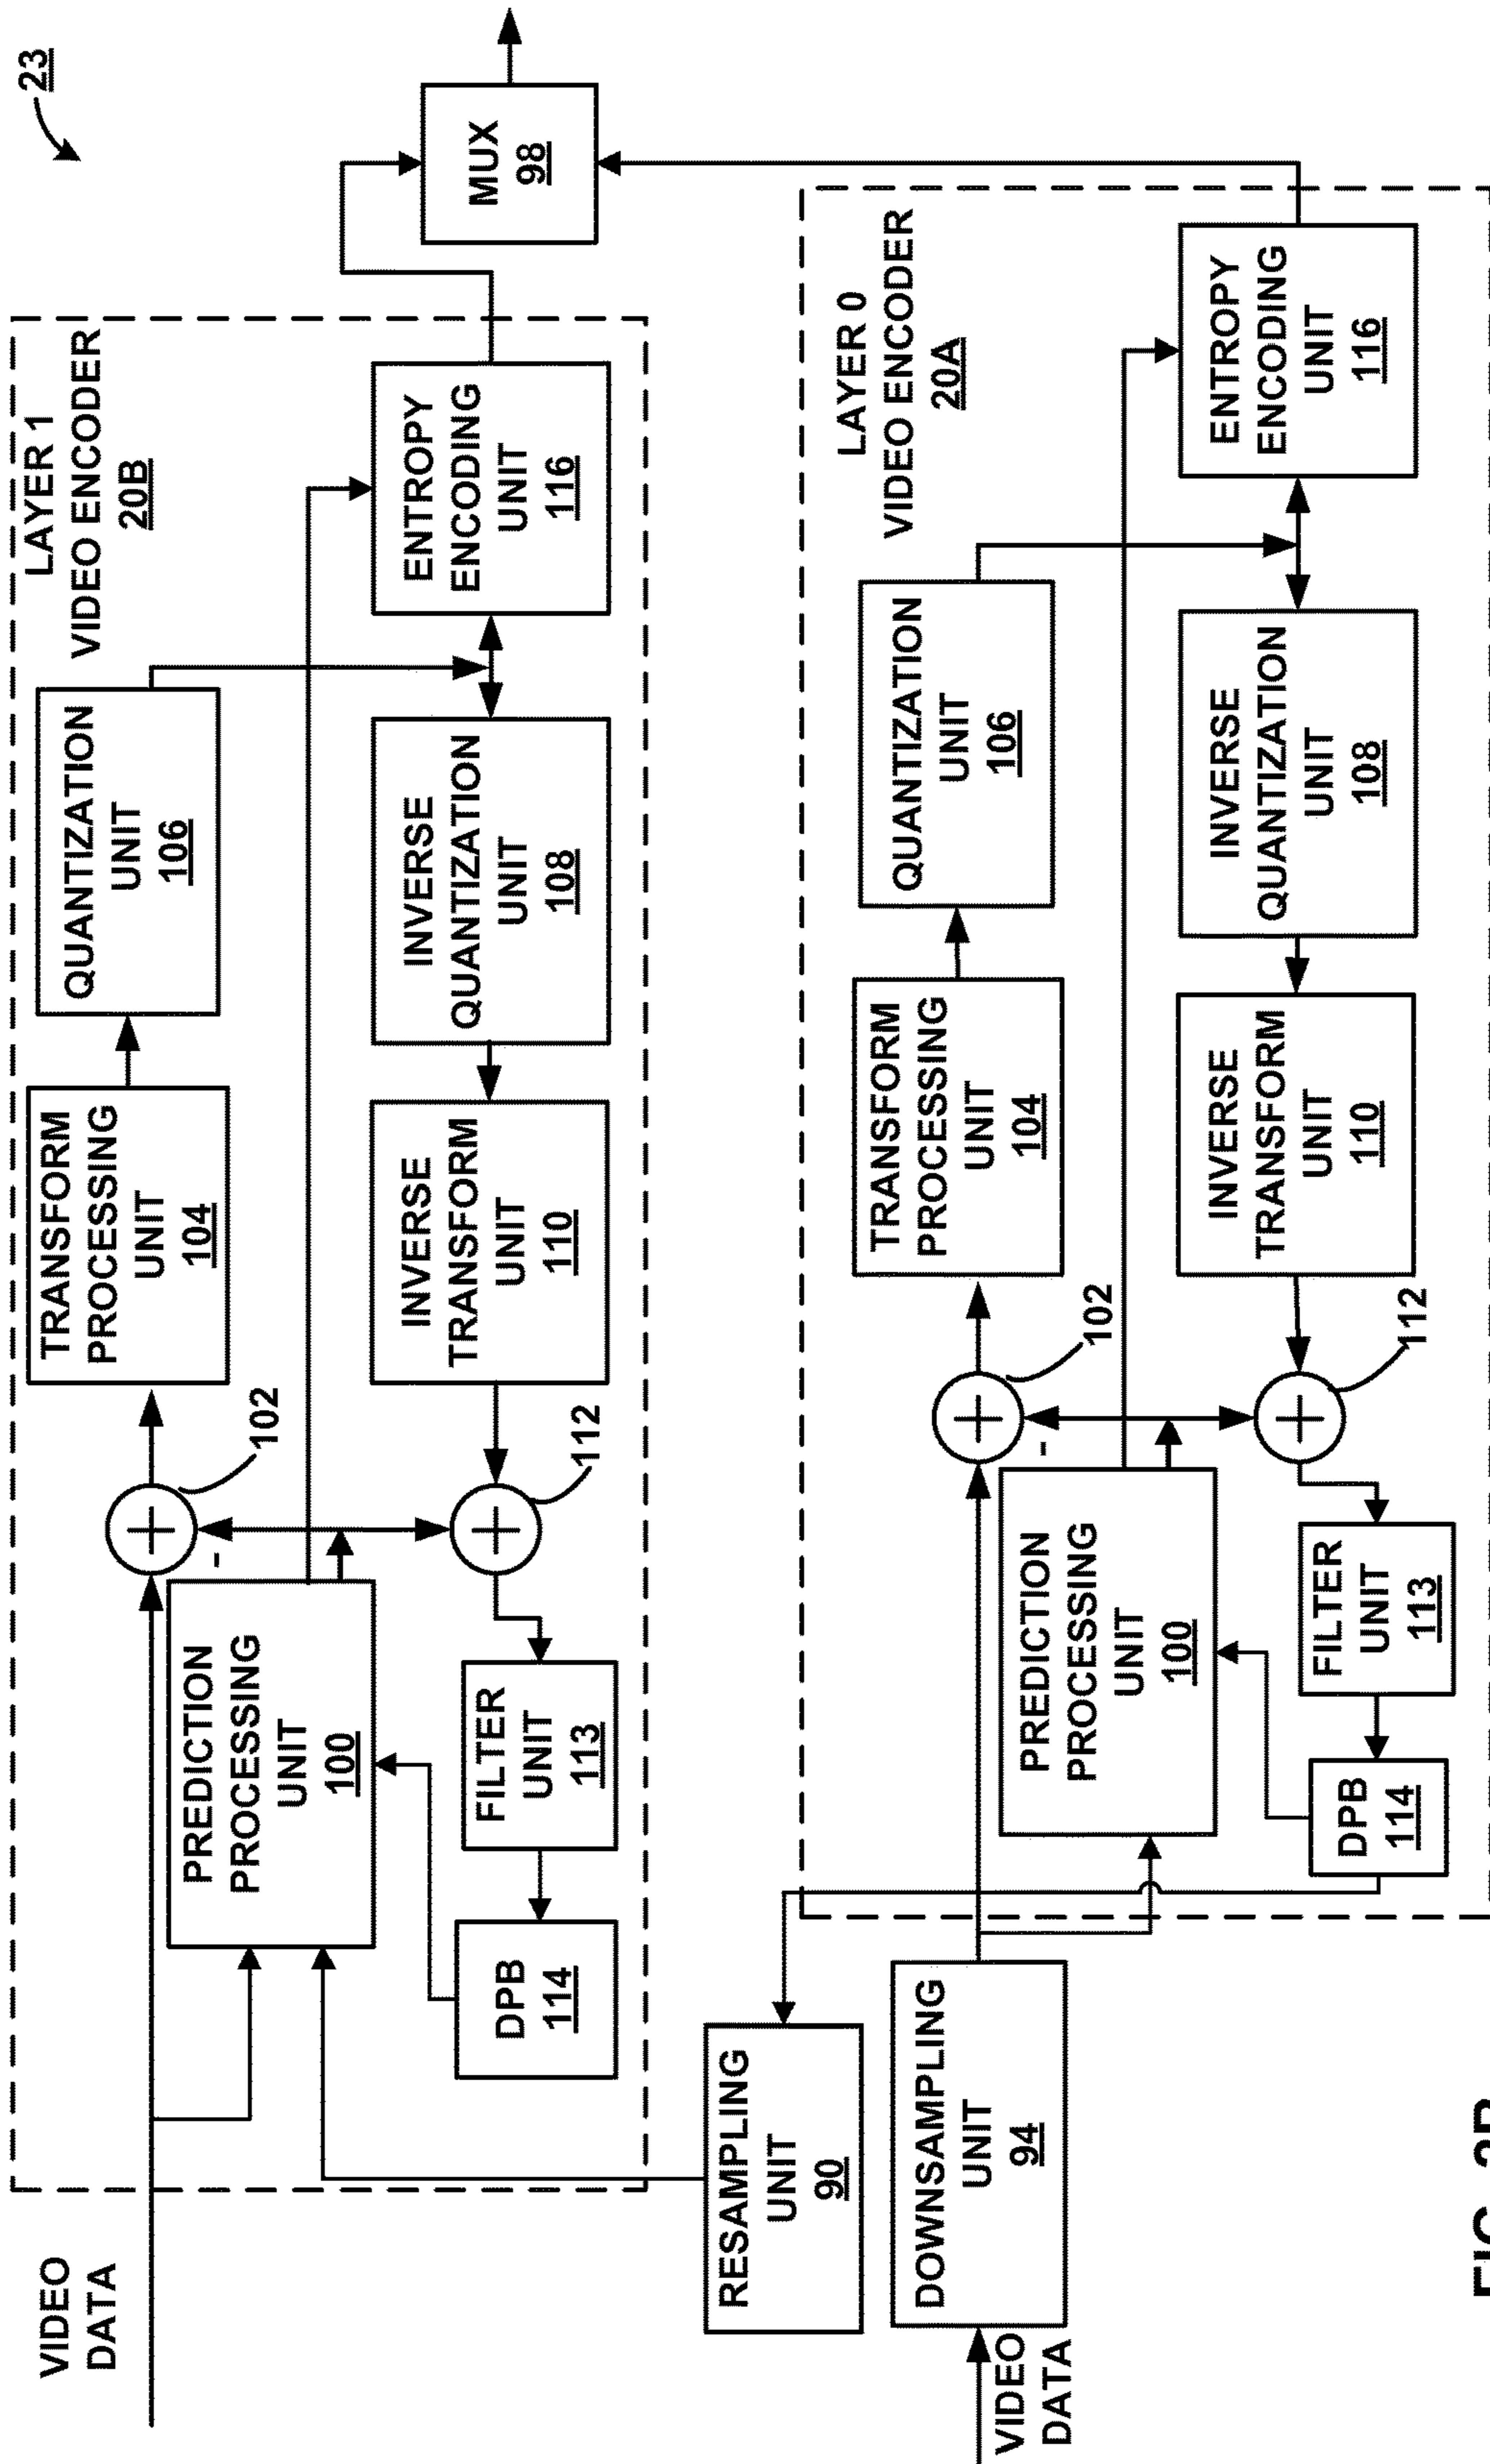 23
LAYER 1
VIDEO ENCODER
20B
VIDEO
DATA
102
-
TRANSFORM
PROCESSING
UNIT
104
QUANTIZATION
UNIT
106
PREDICTION
PROCESSING
UNIT
100
DPB
114
FILTER
UNIT
113
112
INVERSE
TRANSFORM
UNIT
110
INVERSE
QUANTIZATION
UNIT
108
ENTROPY
ENCODING
UNIT
116
MUX
98
RESAMPLING
UNIT
90
LAYER 0
VIDEO ENCODER
20A
VIDEO
DATA
DOWNSAMPLING
UNIT
94
102
-
TRANSFORM
PROCESSING
UNIT
104
QUANTIZATION
UNIT
106
PREDICTION
PROCESSING
UNIT
100
DPB
114
FILTER
UNIT
113
112
INVERSE
TRANSFORM
UNIT
110
INVERSE
QUANTIZATION
UNIT
108
ENTROPY
ENCODING
UNIT
116